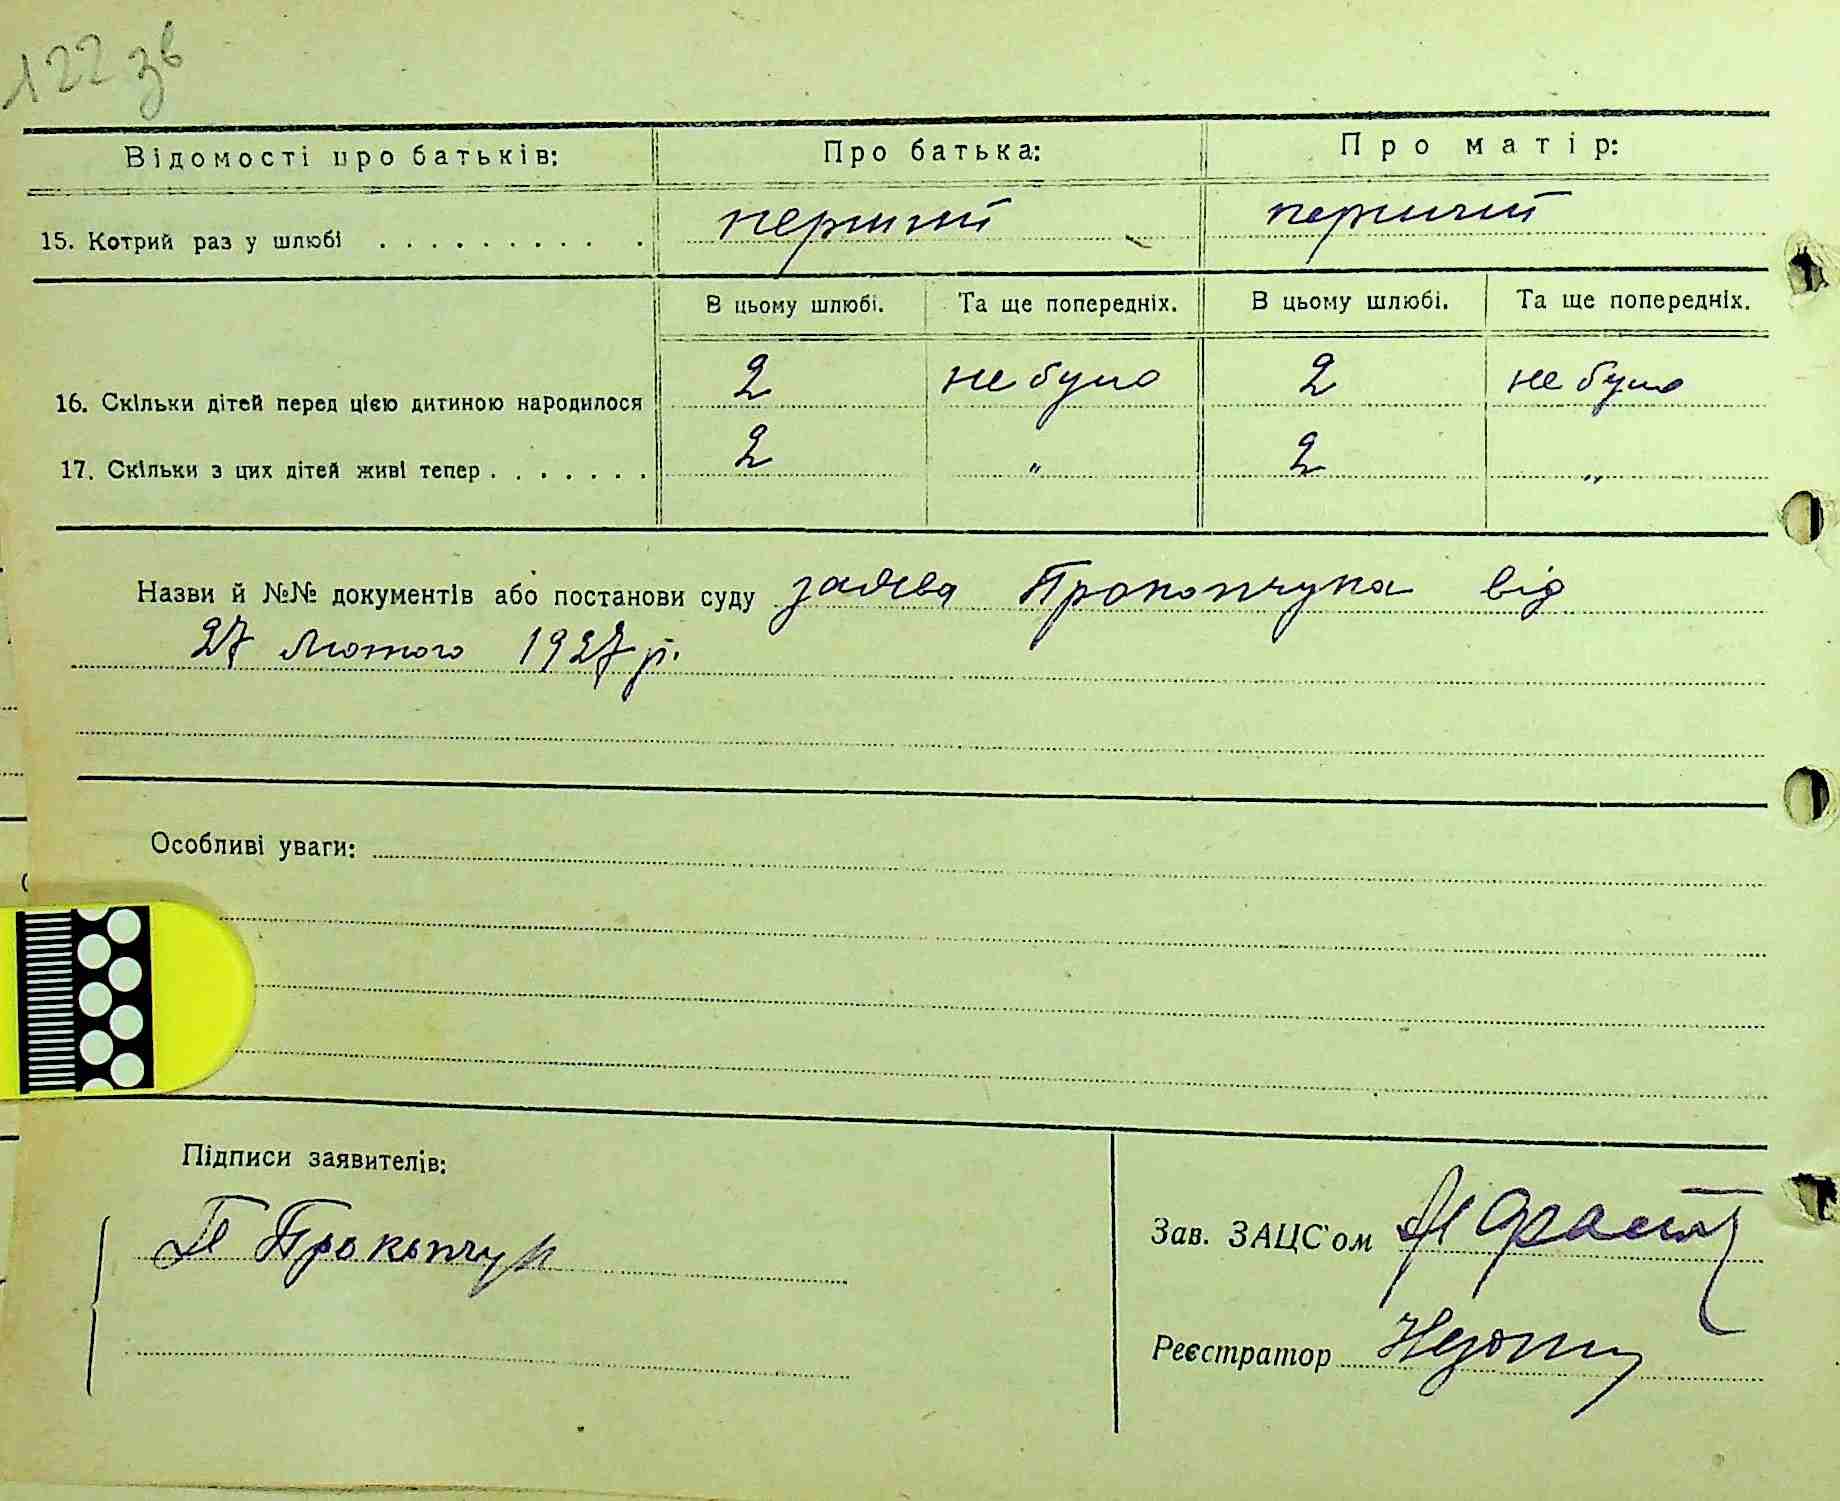 122 зв
Відомості про батьків: Про батька: Про матір:
15. Котрий раз у шлюбі . . . . . . . . . . перший перший
В цьому шлюбі. Та ще попередніх. В цьому шлюбі. Та ще попередніх.
16. Скільки дітей перед цією дитиною народилося 2 не було 2 не було
17. Скільки з цих дітей живі тепер . . . . . . . 2 " 2 "
Назви й №№ документів або постанови суду заява Прокопчука від
27 лютого 1927 р.
Особливі уваги:
Підписи заявителів:
П Прокопчук
Зав. ЗАЦС'ом
Реєстратор